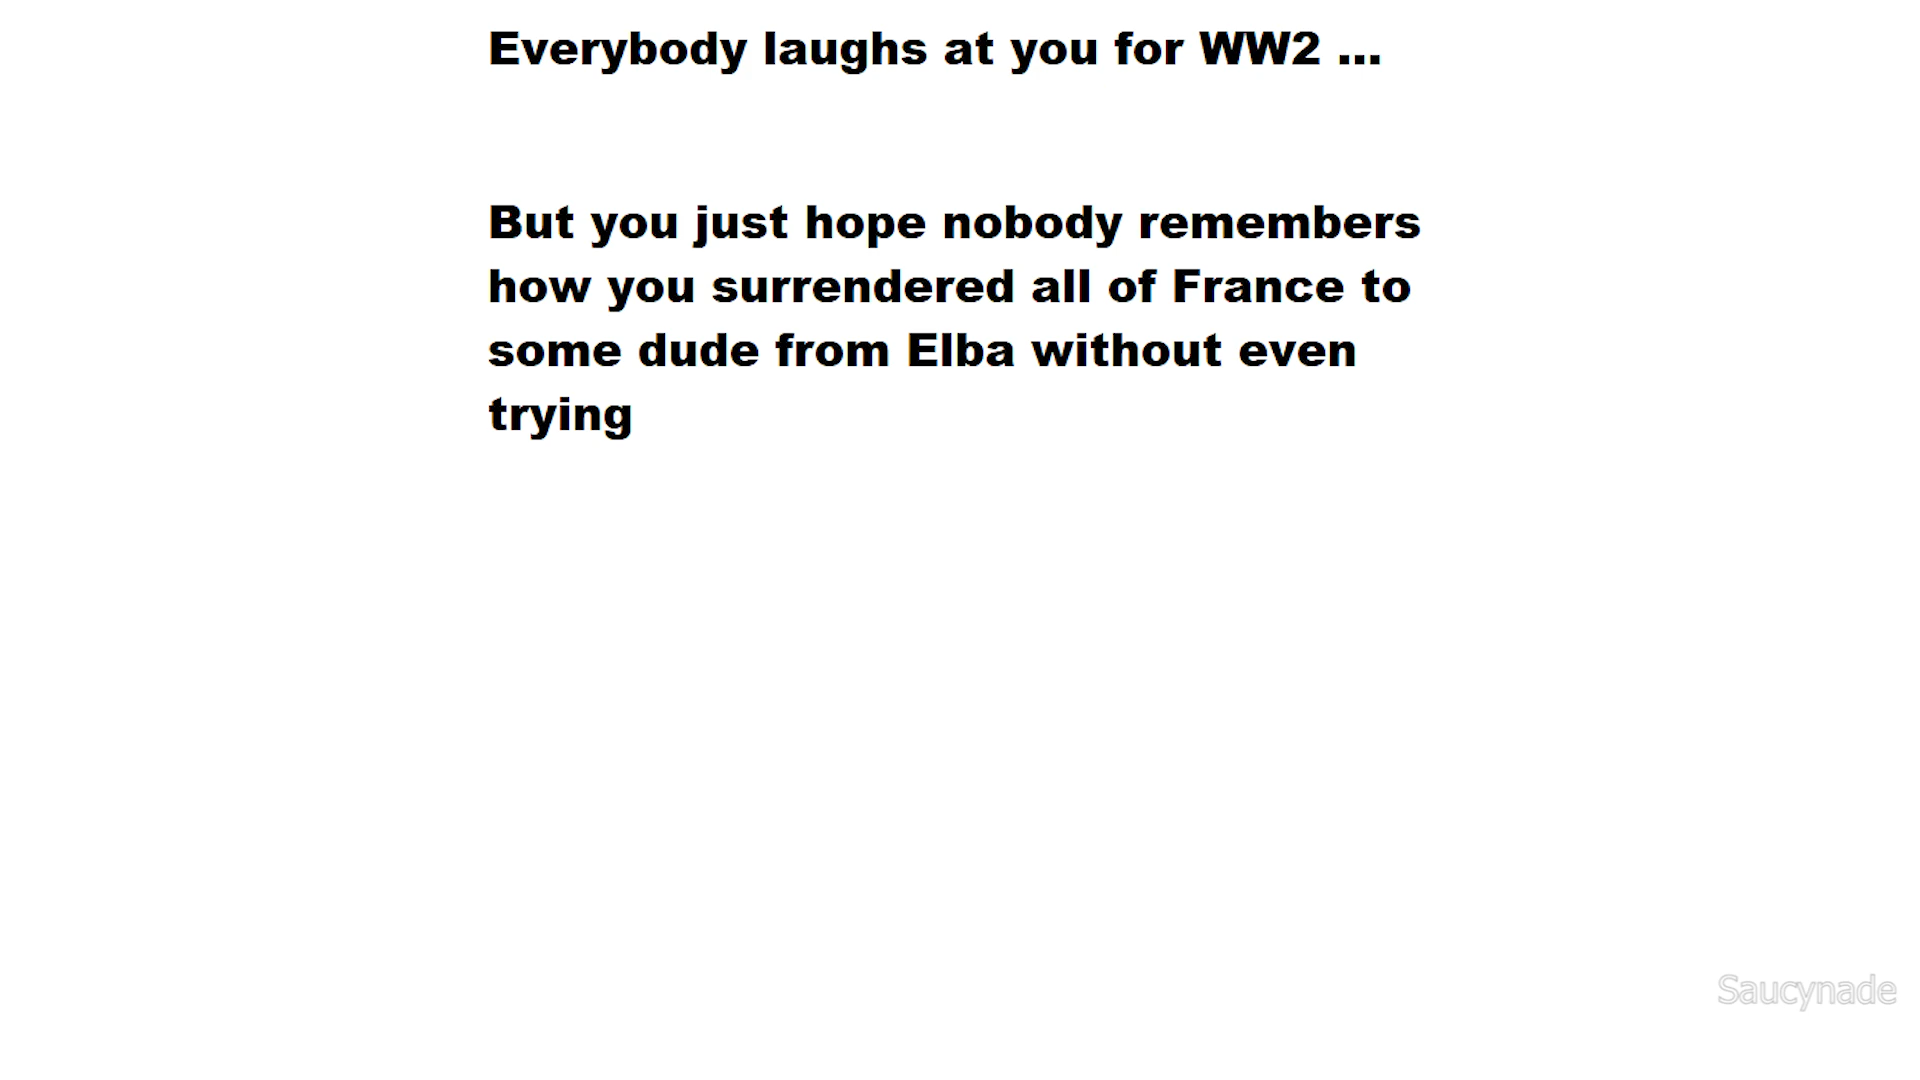 Everybody laughs at you for WW2 ...
But you just hope nobody remembers
how you surrendered all of France to
some dude from Elba without even
trying
Saucynade